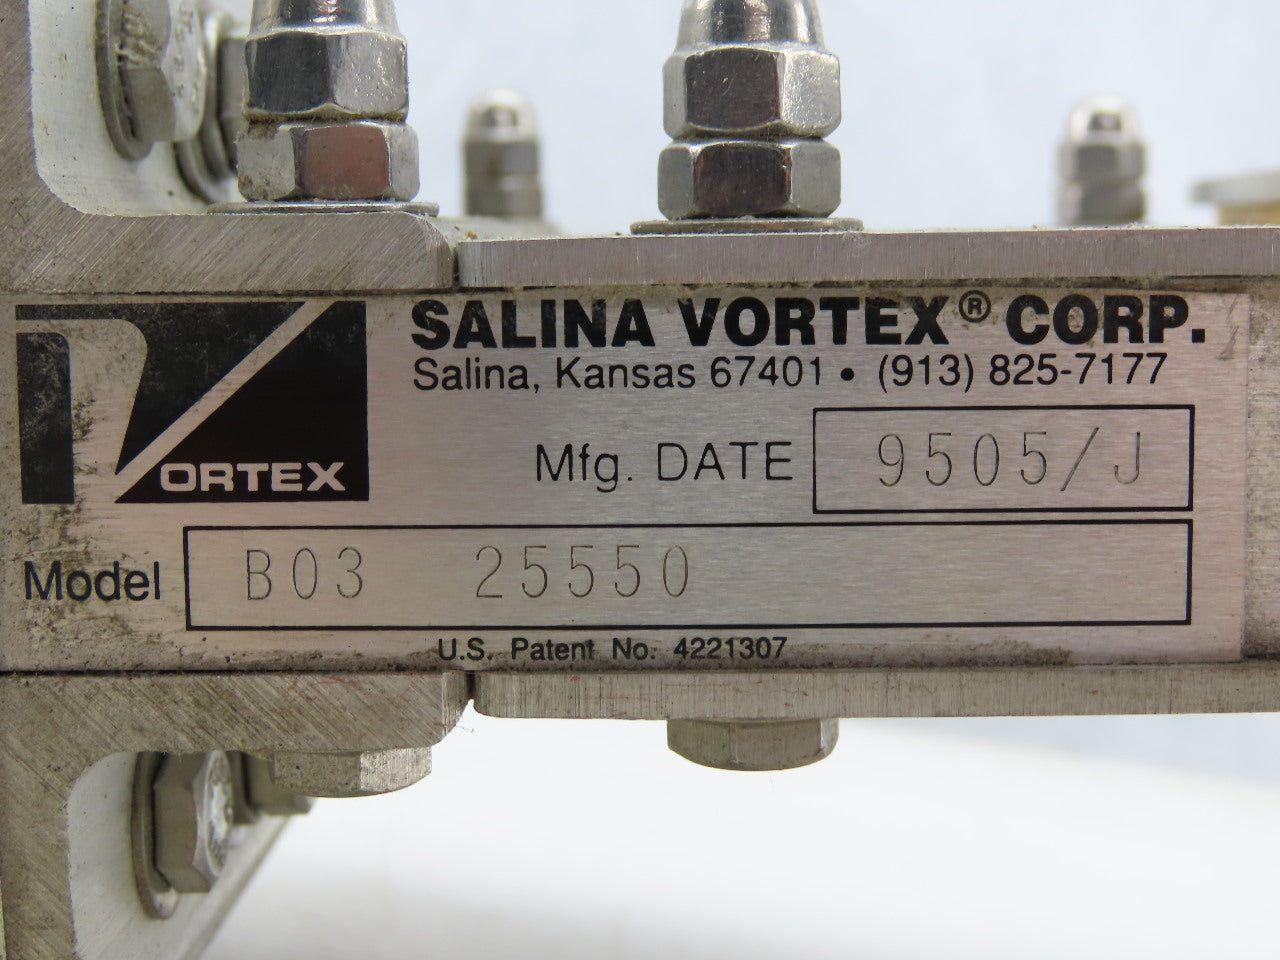 SALINA VORTEX® CORP.
Salina, Kansas 67401 • (913) 825-7177
VORTEX
Mfg. DATE 9505/J
Model B03 25550
U.S. Patent No. 4221307